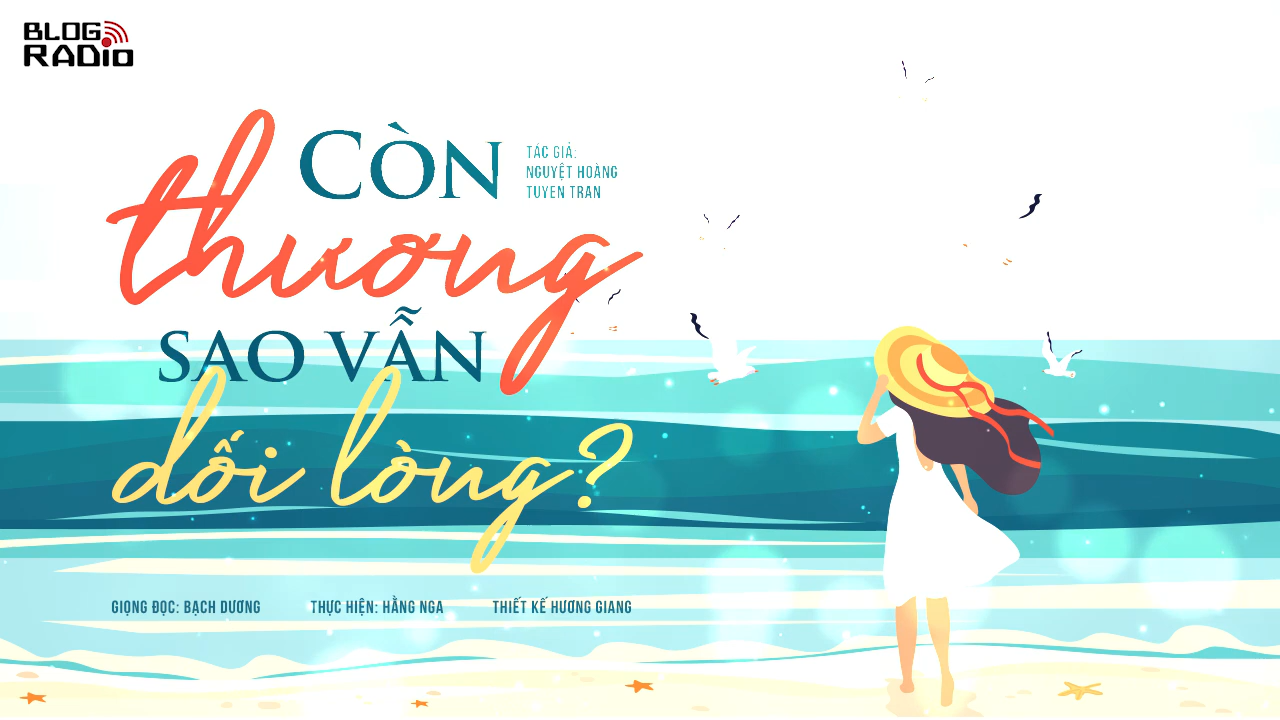 BLOG
RADIO
CÒN
TÁC GIẢ:
NGUYỆT HOÀNG
TUYEN TRAN
thương
SAO VẪN
dối lòng?
GIỌNG ĐỌC: BẠCH DƯƠNG
THỰC HIỆN: HẰNG NGA
THIẾT KẾ HƯƠNG GIANG